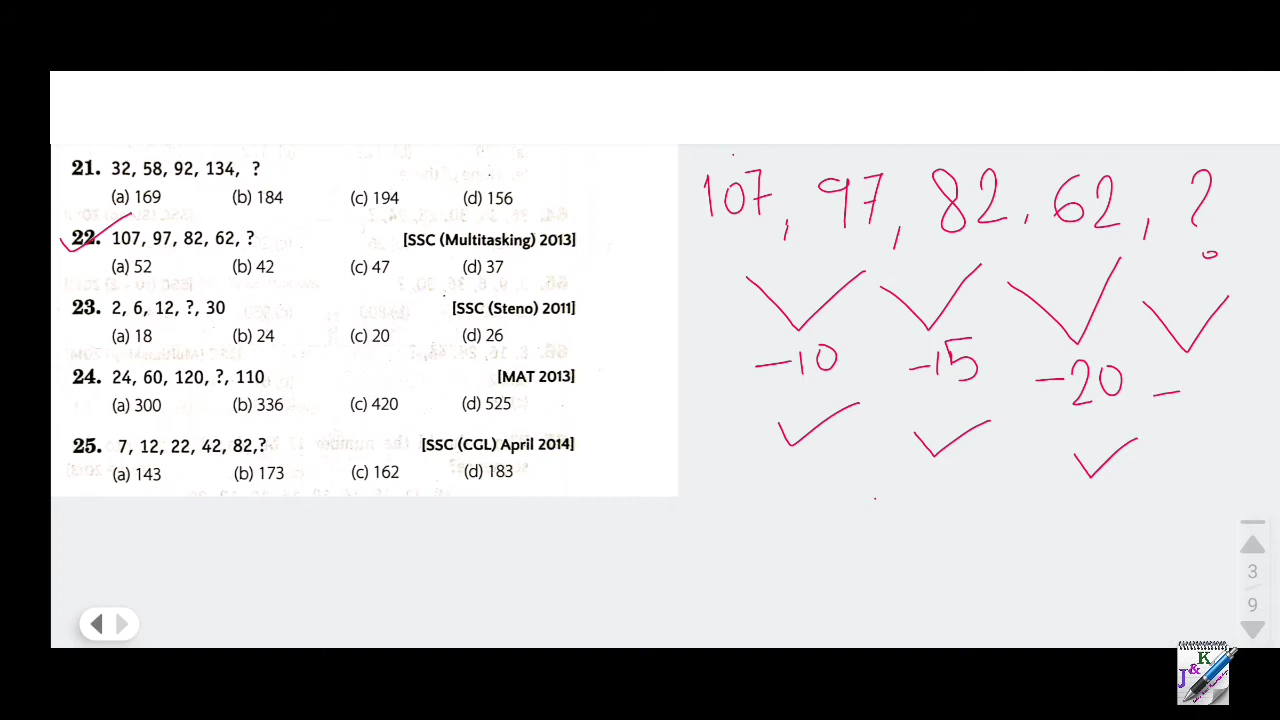 21. 32, 58, 92, 134, ?
(a) 169 (b) 184 (c) 194 (d) 156
22. 107, 97, 82, 62, ? [SSC (Multitasking) 2013]
(a) 52 (b) 42 (c) 47 (d) 37
23. 2, 6, 12, ?, 30 [SSC (Steno) 2011]
(a) 18 (b) 24 (c) 20 (d) 26
24. 24, 60, 120, ?, 110 [MAT 2013]
(a) 300 (b) 336 (c) 420 (d) 525
25. 7, 12, 22, 42, 82,? [SSC (CGL) April 2014]
(a) 143 (b) 173 (c) 162 (d) 183
107, 97, 82, 62, ?
-10 -15 -20 -
3
9
J & K